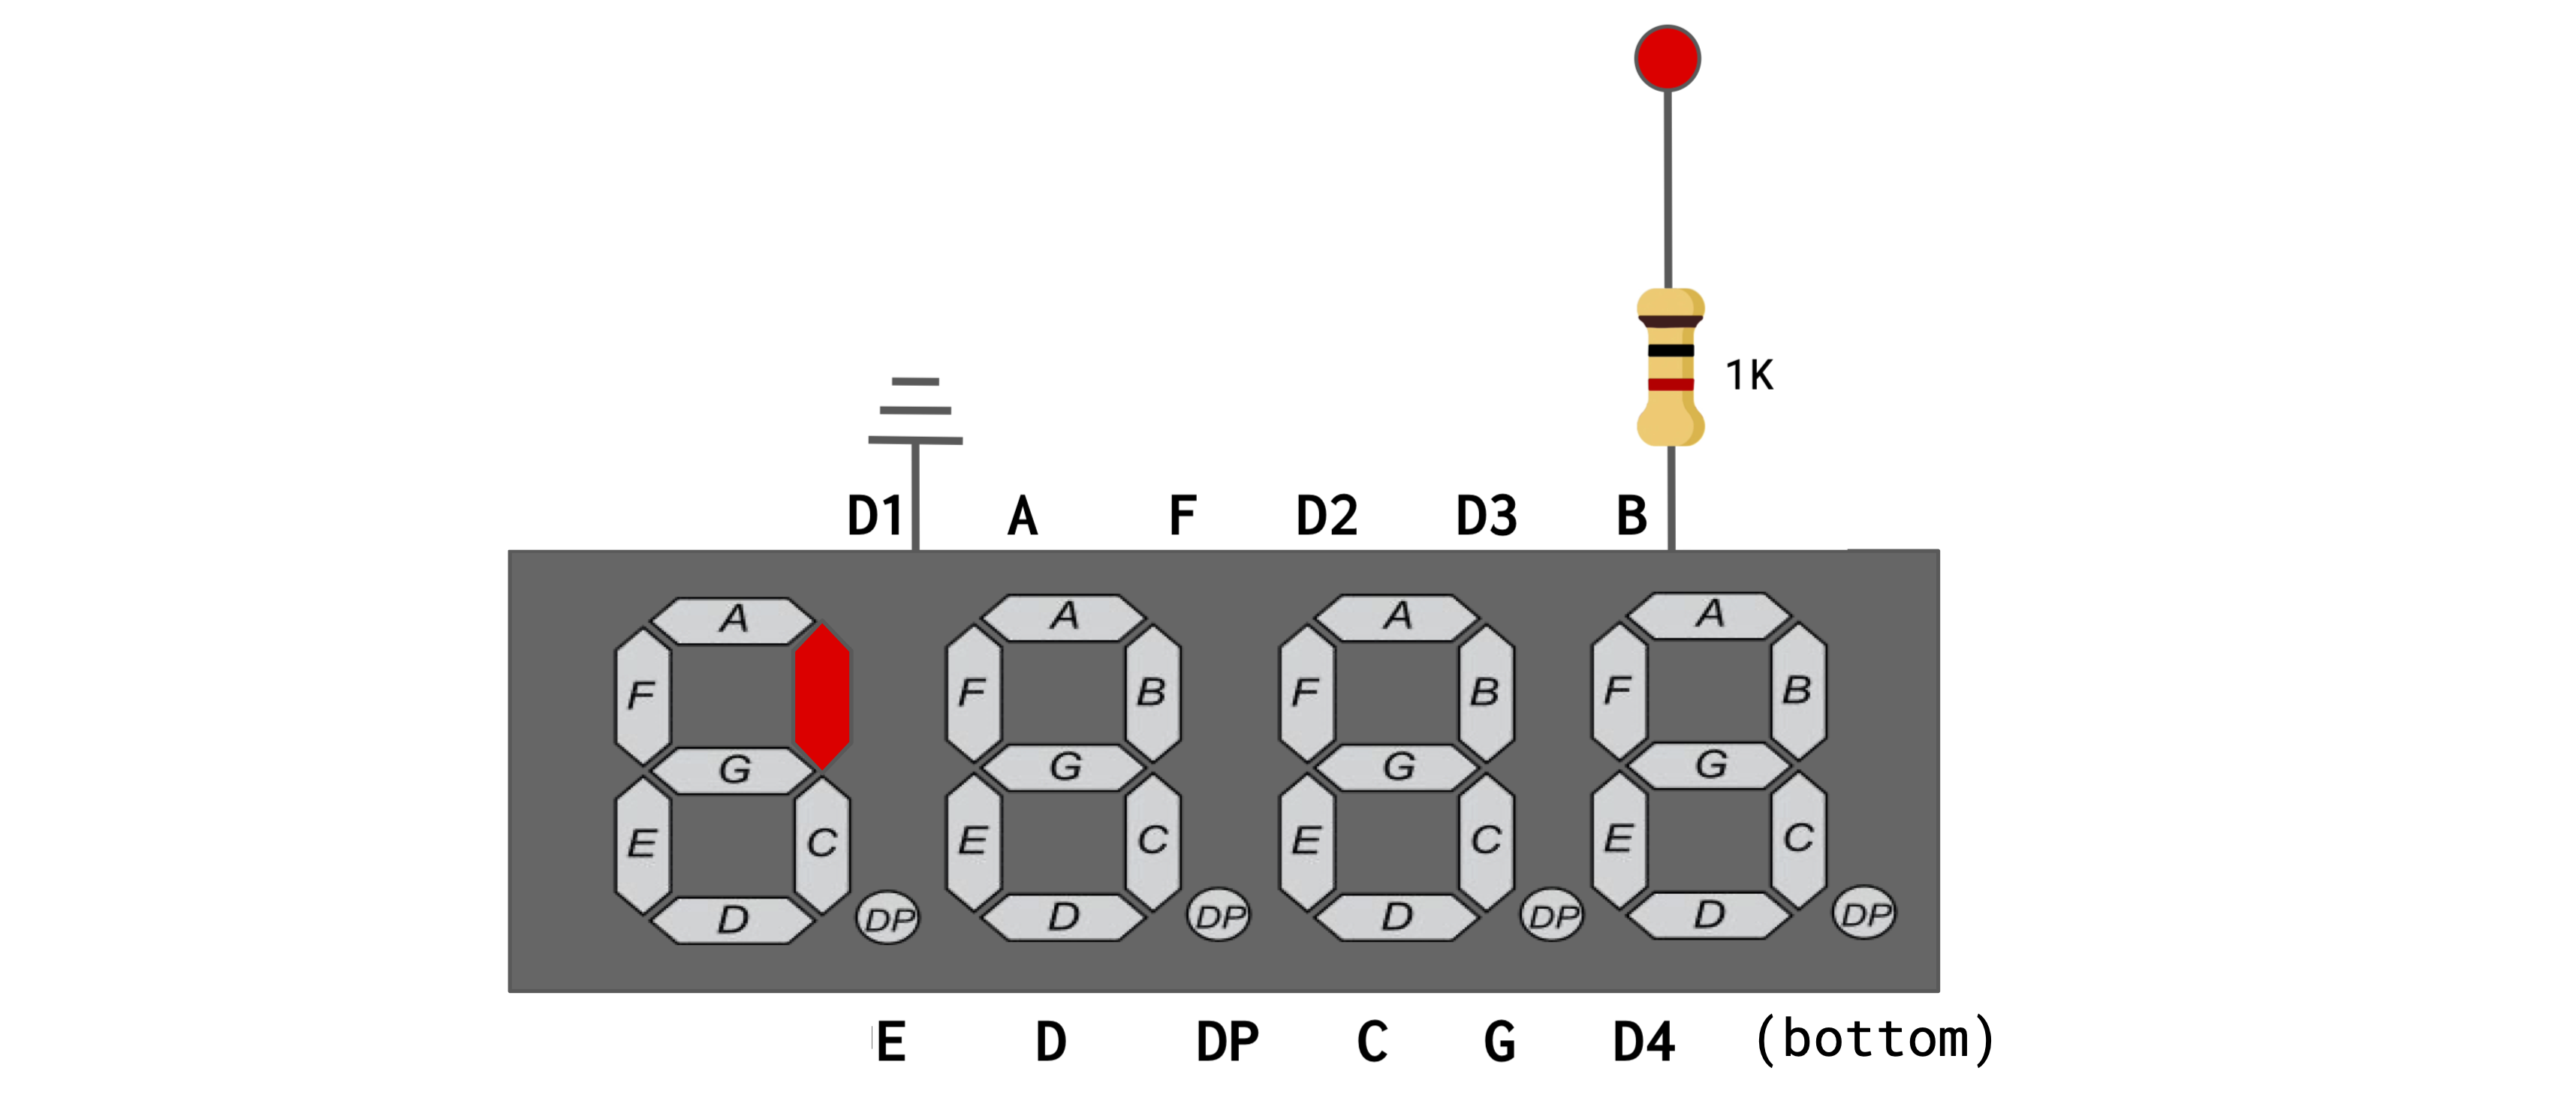 1K
D1 A F D2 D3 B
A A A A
F F B F B F B
G G G G
E C E C E C E C
D DP D DP D DP D DP
E D DP C G D4 (bottom)